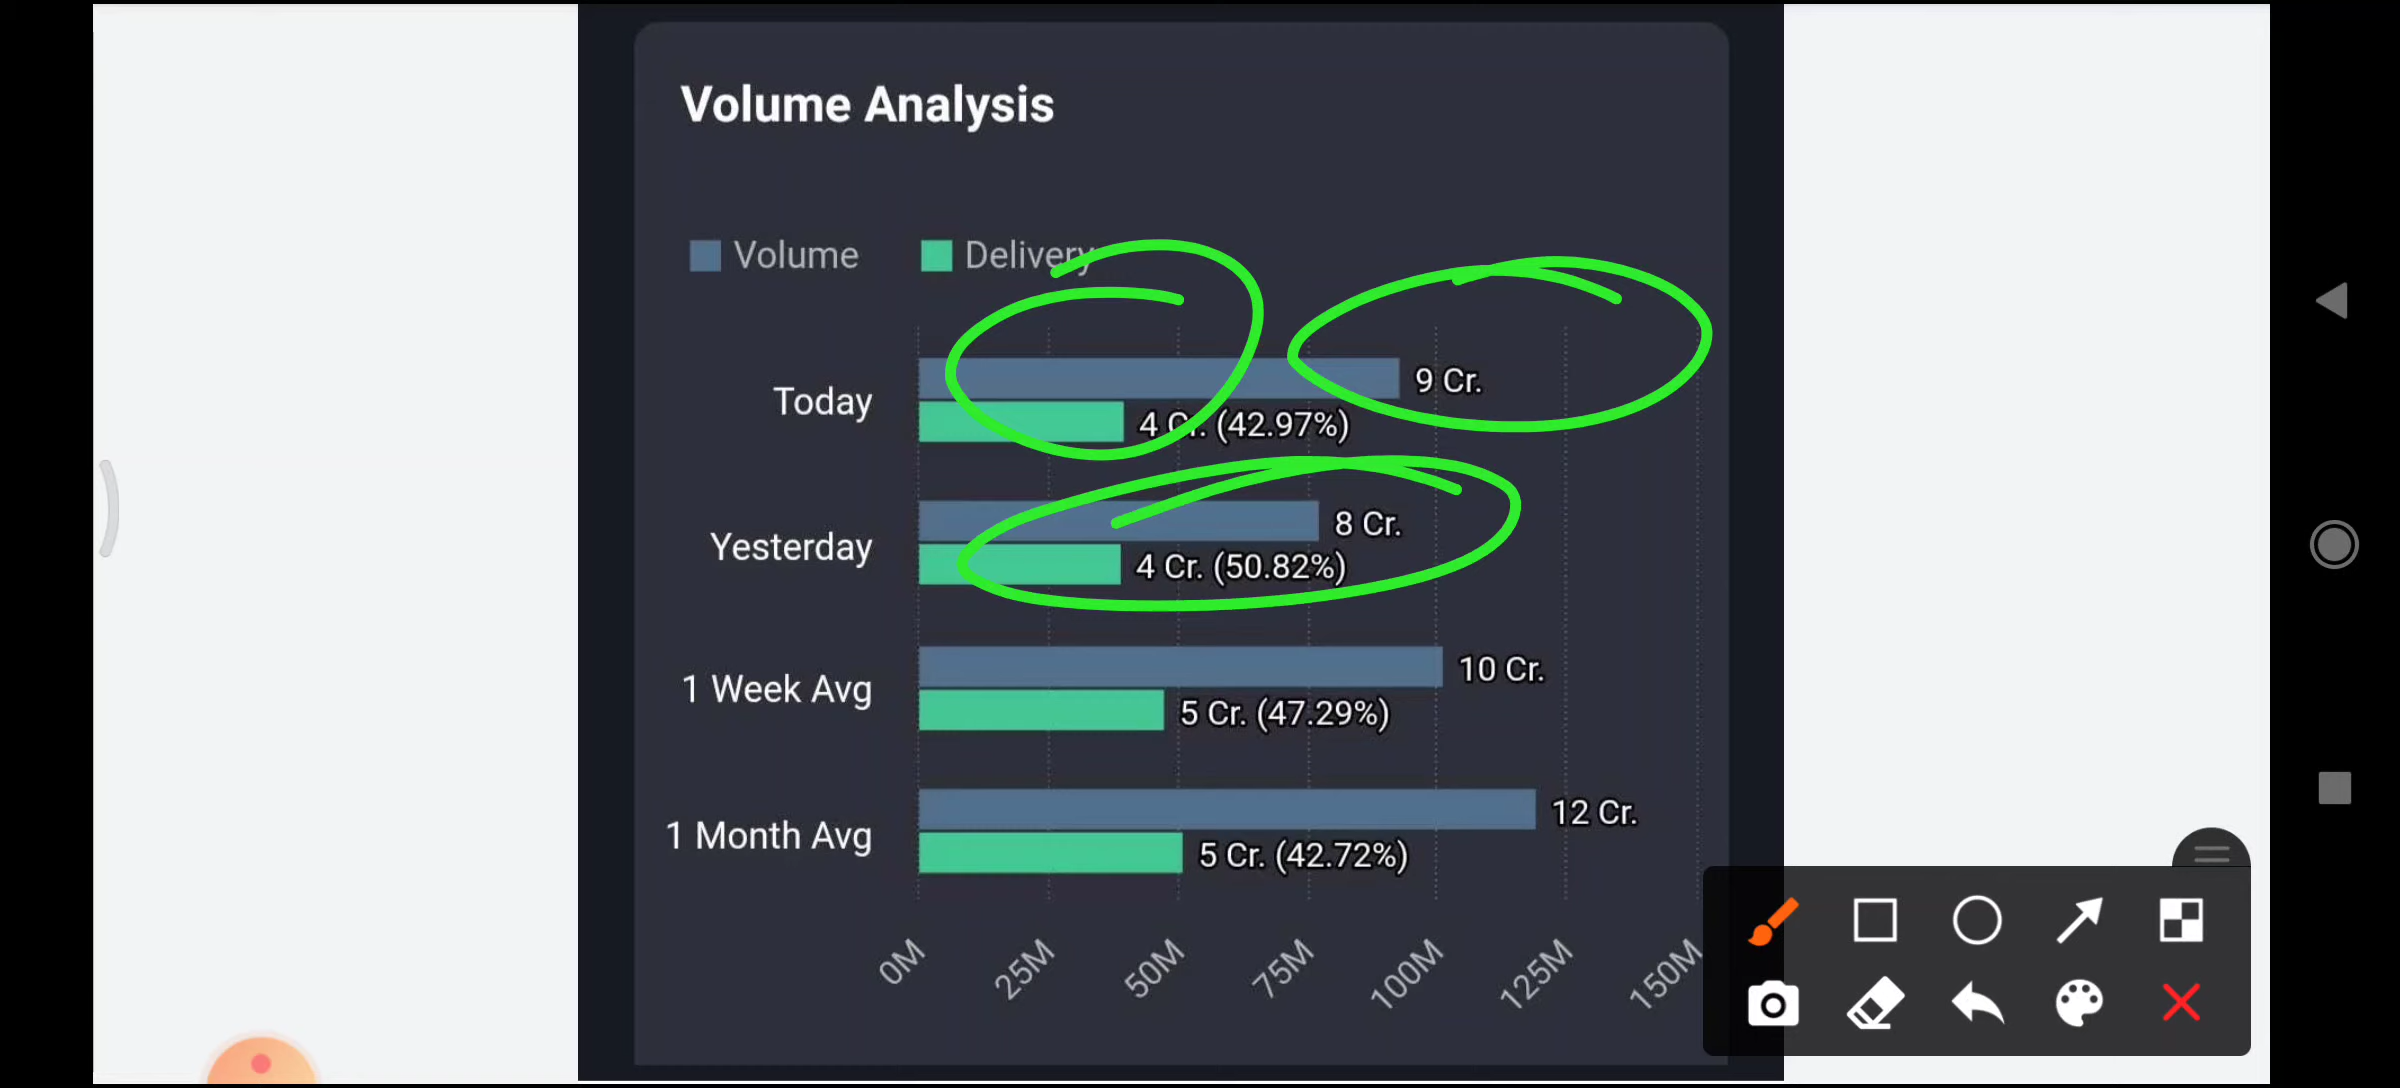 Volume Analysis
Volume Delivery
Today 9 Cr.
4 Cr. (42.97%)
Yesterday 8 Cr.
4 Cr. (50.82%)
1 Week Avg 10 Cr.
5 Cr. (47.29%)
1 Month Avg 12 Cr.
5 Cr. (42.72%)
0M 25M 50M 75M 100M 125M 150M